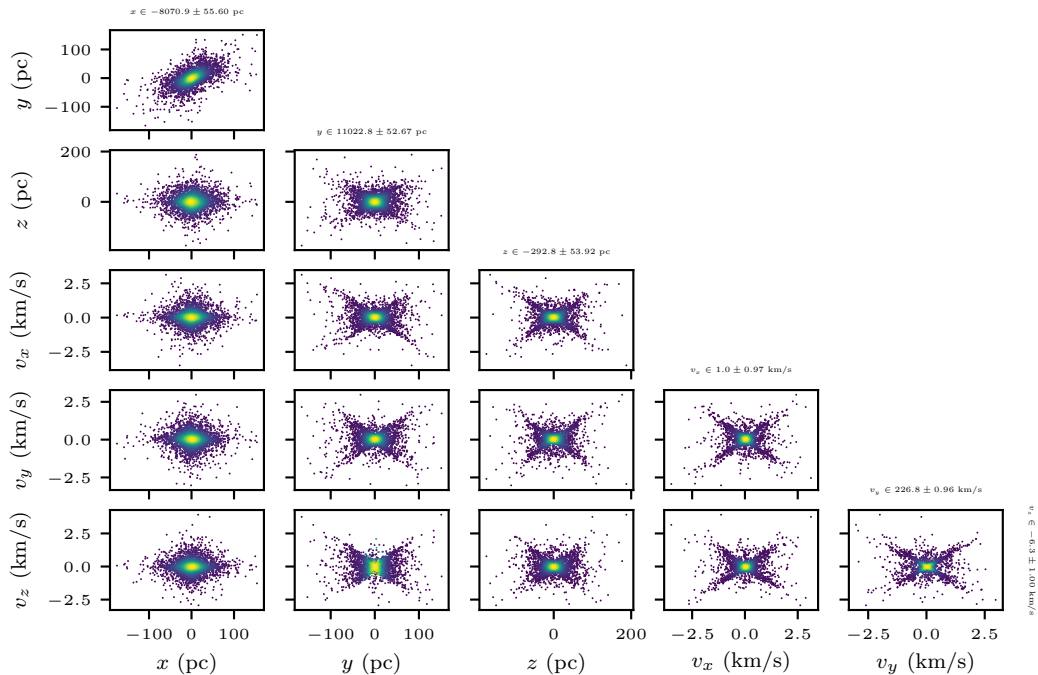 x ∈ −8070.9 ± 55.60 pc
y (pc)
100
0
−100
y ∈ 11022.8 ± 52.67 pc
z (pc)
200
0
z ∈ −292.8 ± 53.92 pc
v_x (km/s)
2.5
0.0
−2.5
v_x ∈ 1.0 ± 0.97 km/s
v_y (km/s)
2.5
0.0
−2.5
v_y ∈ 226.8 ± 0.96 km/s
v_z (km/s)
2.5
0.0
−2.5
v_z ∈ −6.3 ± 1.00 km/s
−100 0 100 −100 0 100 0 200 −2.5 0.0 2.5 −2.5 0.0 2.5
x (pc) y (pc) z (pc) v_x (km/s) v_y (km/s)